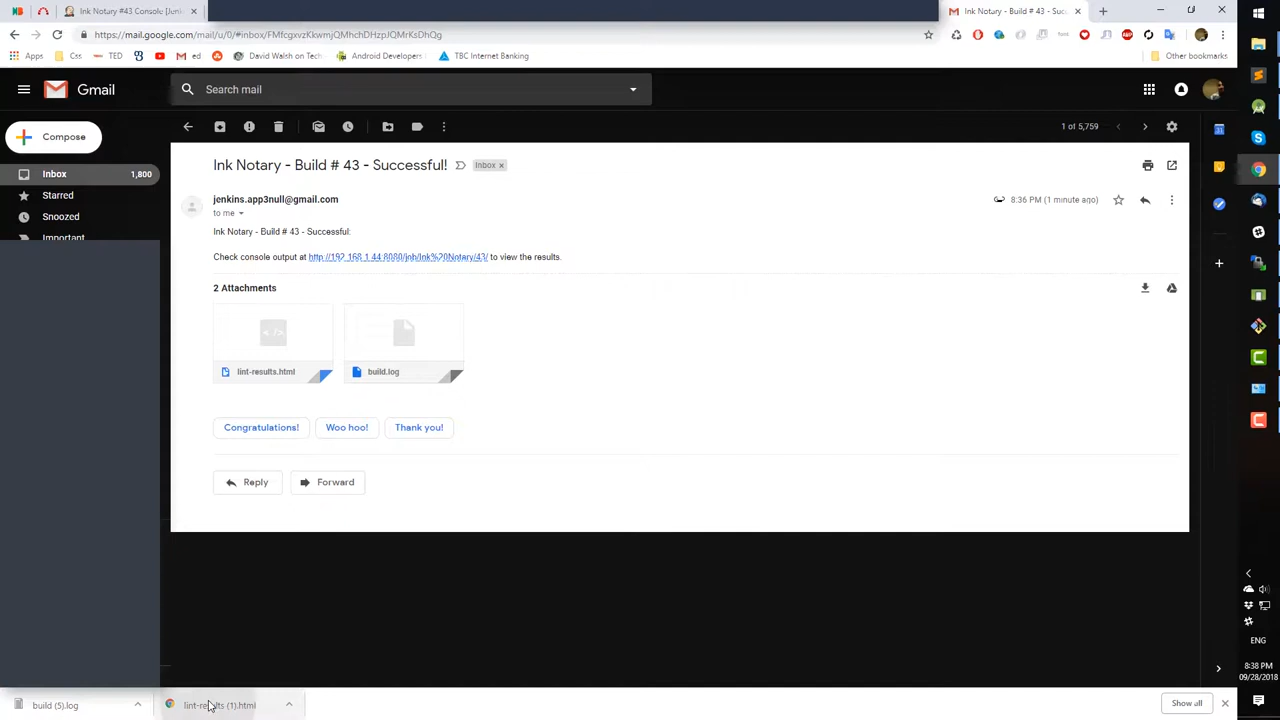 Ink Notary #43 Console [Jenk
Ink Notary - Build # 43 - Suc
https://mail.google.com/mail/u/0/#inbox/FMfcgxvzKkwmjQMhchDHzpJQMrKsDhQg
Apps
Css
TED
ed
David Walsh on Tech
Android Developers
TBC Internet Banking
Other bookmarks
Gmail
Search mail
Compose
1 of 5,759
Inbox
1,800
Starred
Snoozed
Important
Ink Notary - Build # 43 - Successful!
Inbox x
jenkins.app3null@gmail.com
8:36 PM (1 minute ago)
to me
Ink Notary - Build # 43 - Successful:
Check console output at http://192.168.1.44:8080/job/Ink%20Notary/43/ to view the results.
2 Attachments
lint-results.html
build.log
Congratulations!
Woo hoo!
Thank you!
Reply
Forward
ENG
8:38 PM
09/28/2018
build (5).log
lint-results (1).html
Show all